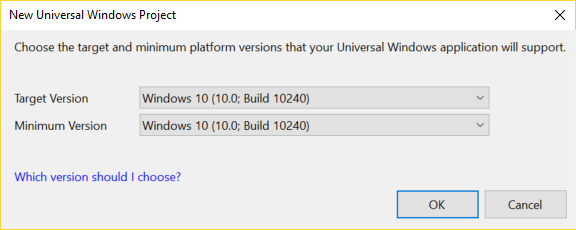 New Universal Windows Project
Choose the target and minimum platform versions that your Universal Windows application will support.
Target Version Windows 10 (10.0; Build 10240)
Minimum Version Windows 10 (10.0; Build 10240)
Which version should I choose?
OK Cancel